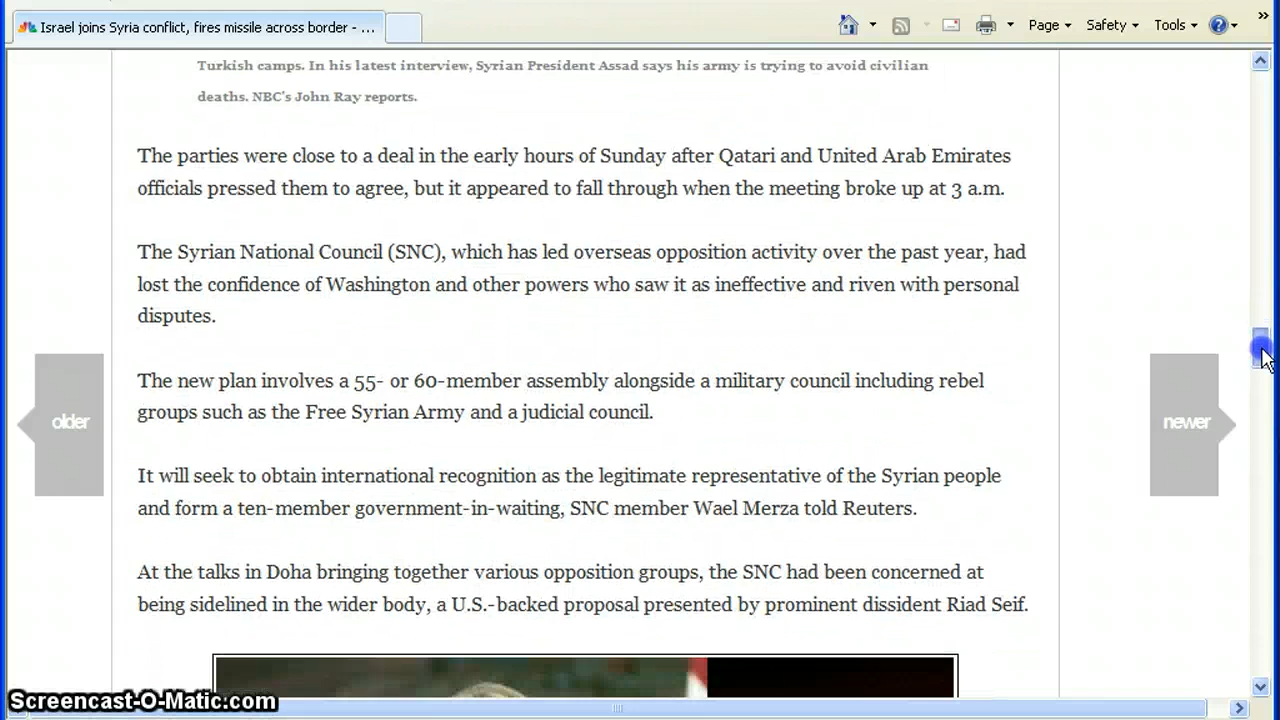 Israel joins Syria conflict, fires missile across border - ...
Page
Safety
Tools
Turkish camps. In his latest interview, Syrian President Assad says his army is trying to avoid civilian
deaths. NBC's John Ray reports.
The parties were close to a deal in the early hours of Sunday after Qatari and United Arab Emirates
officials pressed them to agree, but it appeared to fall through when the meeting broke up at 3 a.m.
The Syrian National Council (SNC), which has led overseas opposition activity over the past year, had
lost the confidence of Washington and other powers who saw it as ineffective and riven with personal
disputes.
The new plan involves a 55- or 60-member assembly alongside a military council including rebel
groups such as the Free Syrian Army and a judicial council.
older
newer
It will seek to obtain international recognition as the legitimate representative of the Syrian people
and form a ten-member government-in-waiting, SNC member Wael Merza told Reuters.
At the talks in Doha bringing together various opposition groups, the SNC had been concerned at
being sidelined in the wider body, a U.S.-backed proposal presented by prominent dissident Riad Seif.
Screencast-O-Matic.com